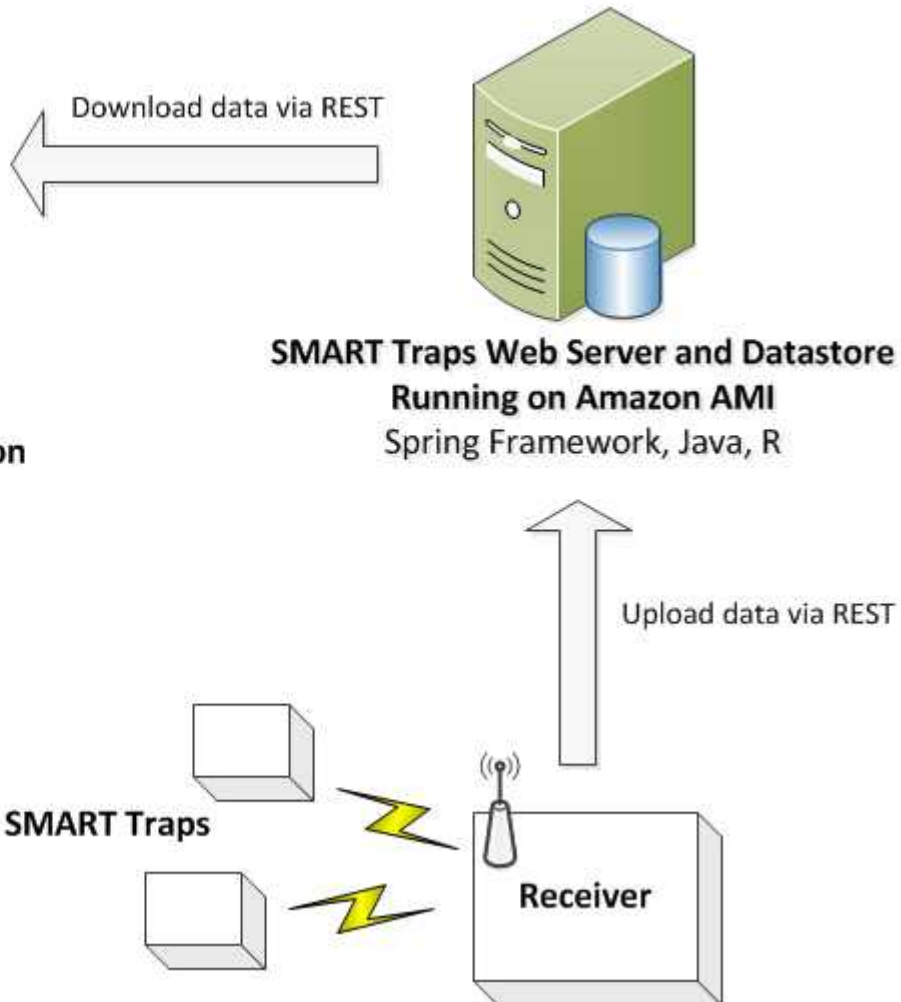 Download data via REST
SMART Traps Web Server and Datastore
Running on Amazon AMI
Spring Framework, Java, R
on
Upload data via REST
SMART Traps
Receiver